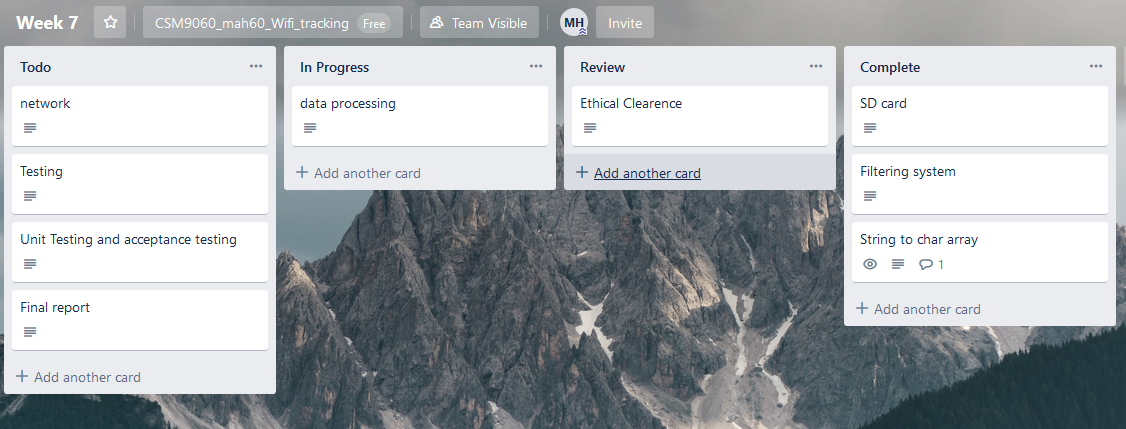 Week 7
CSM9060_mah60_Wifi_tracking Free
Team Visible
MH
Invite
Todo
network
Testing
Unit Testing and acceptance testing
Final report
+ Add another card
In Progress
data processing
+ Add another card
Review
Ethical Clearence
+ Add another card
Complete
SD card
Filtering system
String to char array
1
+ Add another card